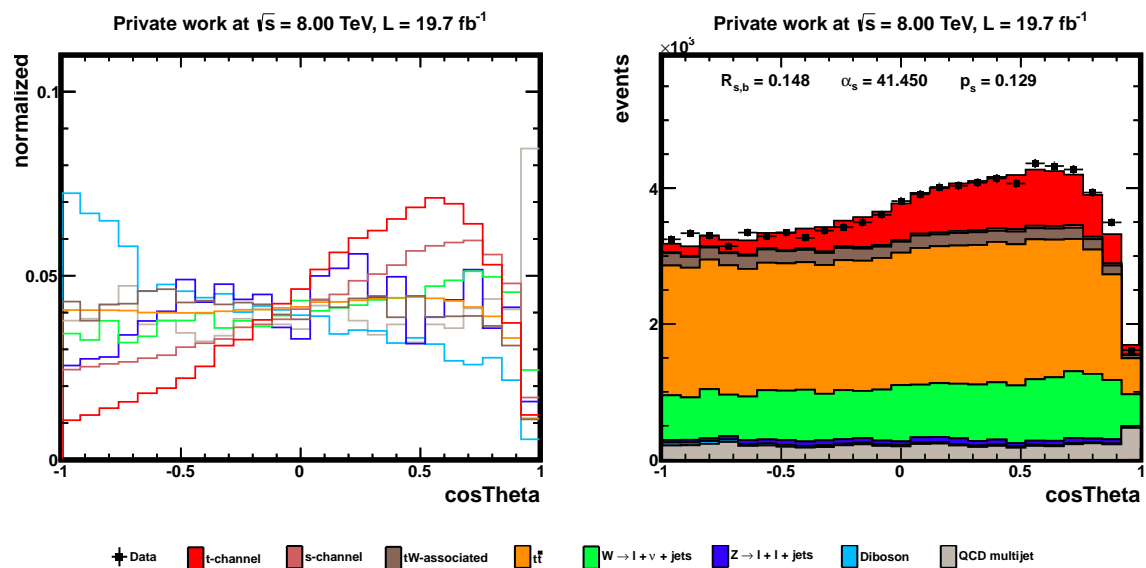 Private work at √s = 8.00 TeV, L = 19.7 fb⁻¹
normalized
0.1
0.05
0
-1
-0.5
0
0.5
1
cosTheta
Private work at √s = 8.00 TeV, L = 19.7 fb⁻¹
×10³
events
R_{s,b} = 0.148 α_s = 41.450 p_s = 0.129
4
2
0
-1
-0.5
0
0.5
1
cosTheta
Data t-channel s-channel tW-associated tt̄ W → l + ν + jets Z → l + l + jets Diboson QCD multijet